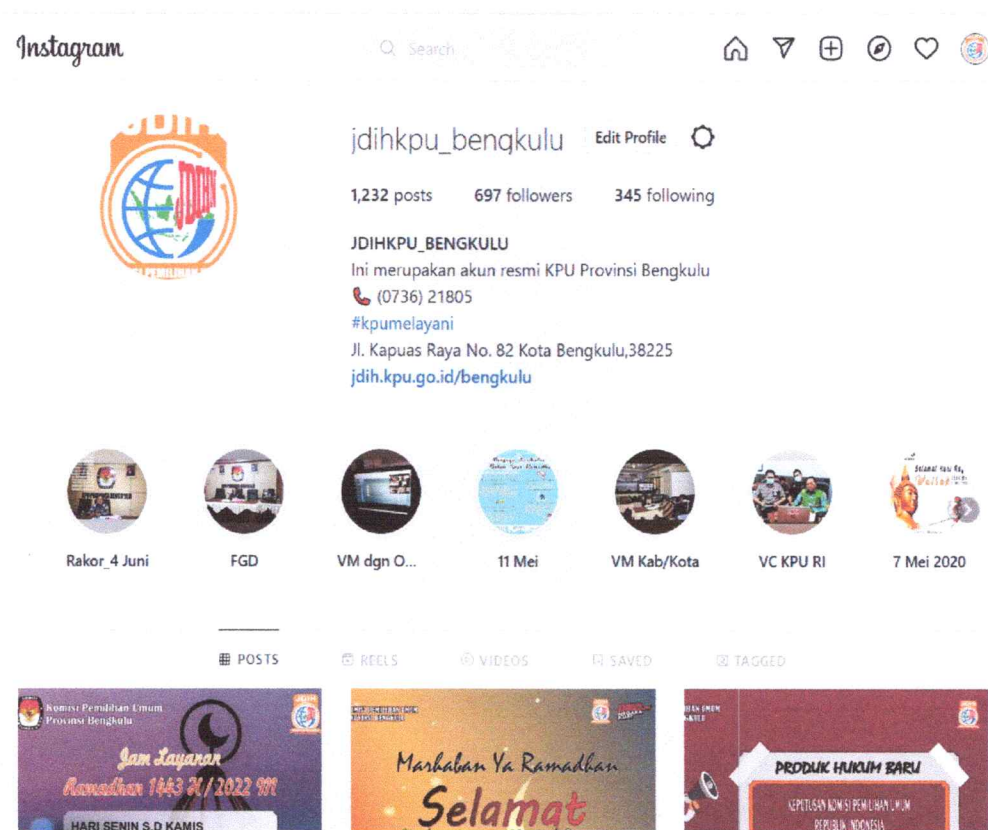 Instagram
Search
JDIH
JDIHN
jdihkpu_bengkulu Edit Profile
1,232 posts 697 followers 345 following
JDIHKPU_BENGKULU
Ini merupakan akun resmi KPU Provinsi Bengkulu
(0736) 21805
#kpumelayani
Jl. Kapuas Raya No. 82 Kota Bengkulu,38225
jdih.kpu.go.id/bengkulu
Rakor_4 Juni FGD VM dgn O... 11 Mei VM Kab/Kota VC KPU RI 7 Mei 2020
POSTS REELS VIDEOS SAVED TAGGED
Komisi Pemilihan Umum
Provinsi Bengkulu
Jam Layanan
Ramadhan 1443 H / 2022 M
HARI SENIN S.D KAMIS
Marhaban Ya Ramadhan
Selamat
PRODUK HUKUM BARU
KEPUTUSAN KOMISI PEMILIHAN UMUM
REPUBLIK INDONESIA